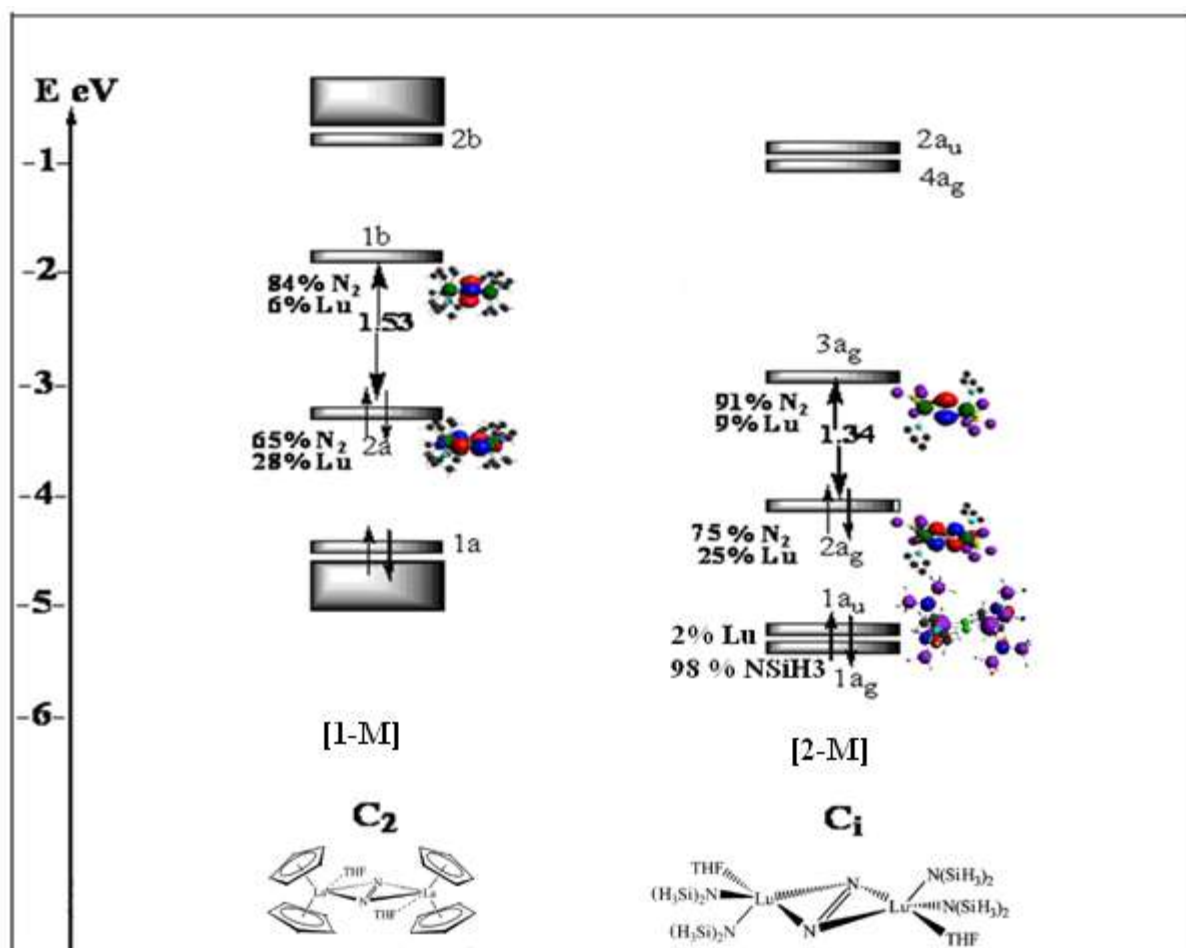 E eV
-1-
-2-
-3-
-4-
-5-
-6-
2b
1b
84% N2
6% Lu
1.53
65% N2
28% Lu
2a
1a
[1-M]
C2
THF
N
N
La
THF
2au
4ag
3ag
91% N2
9% Lu
1.34
75% N2
25% Lu
2ag
1au
2% Lu
98 % NSiH3
1ag
[2-M]
Ci
THF
(H3Si)2N
(H3Si)2N
Lu
N
N
Lu
N(SiH3)2
N(SiH3)2
THF